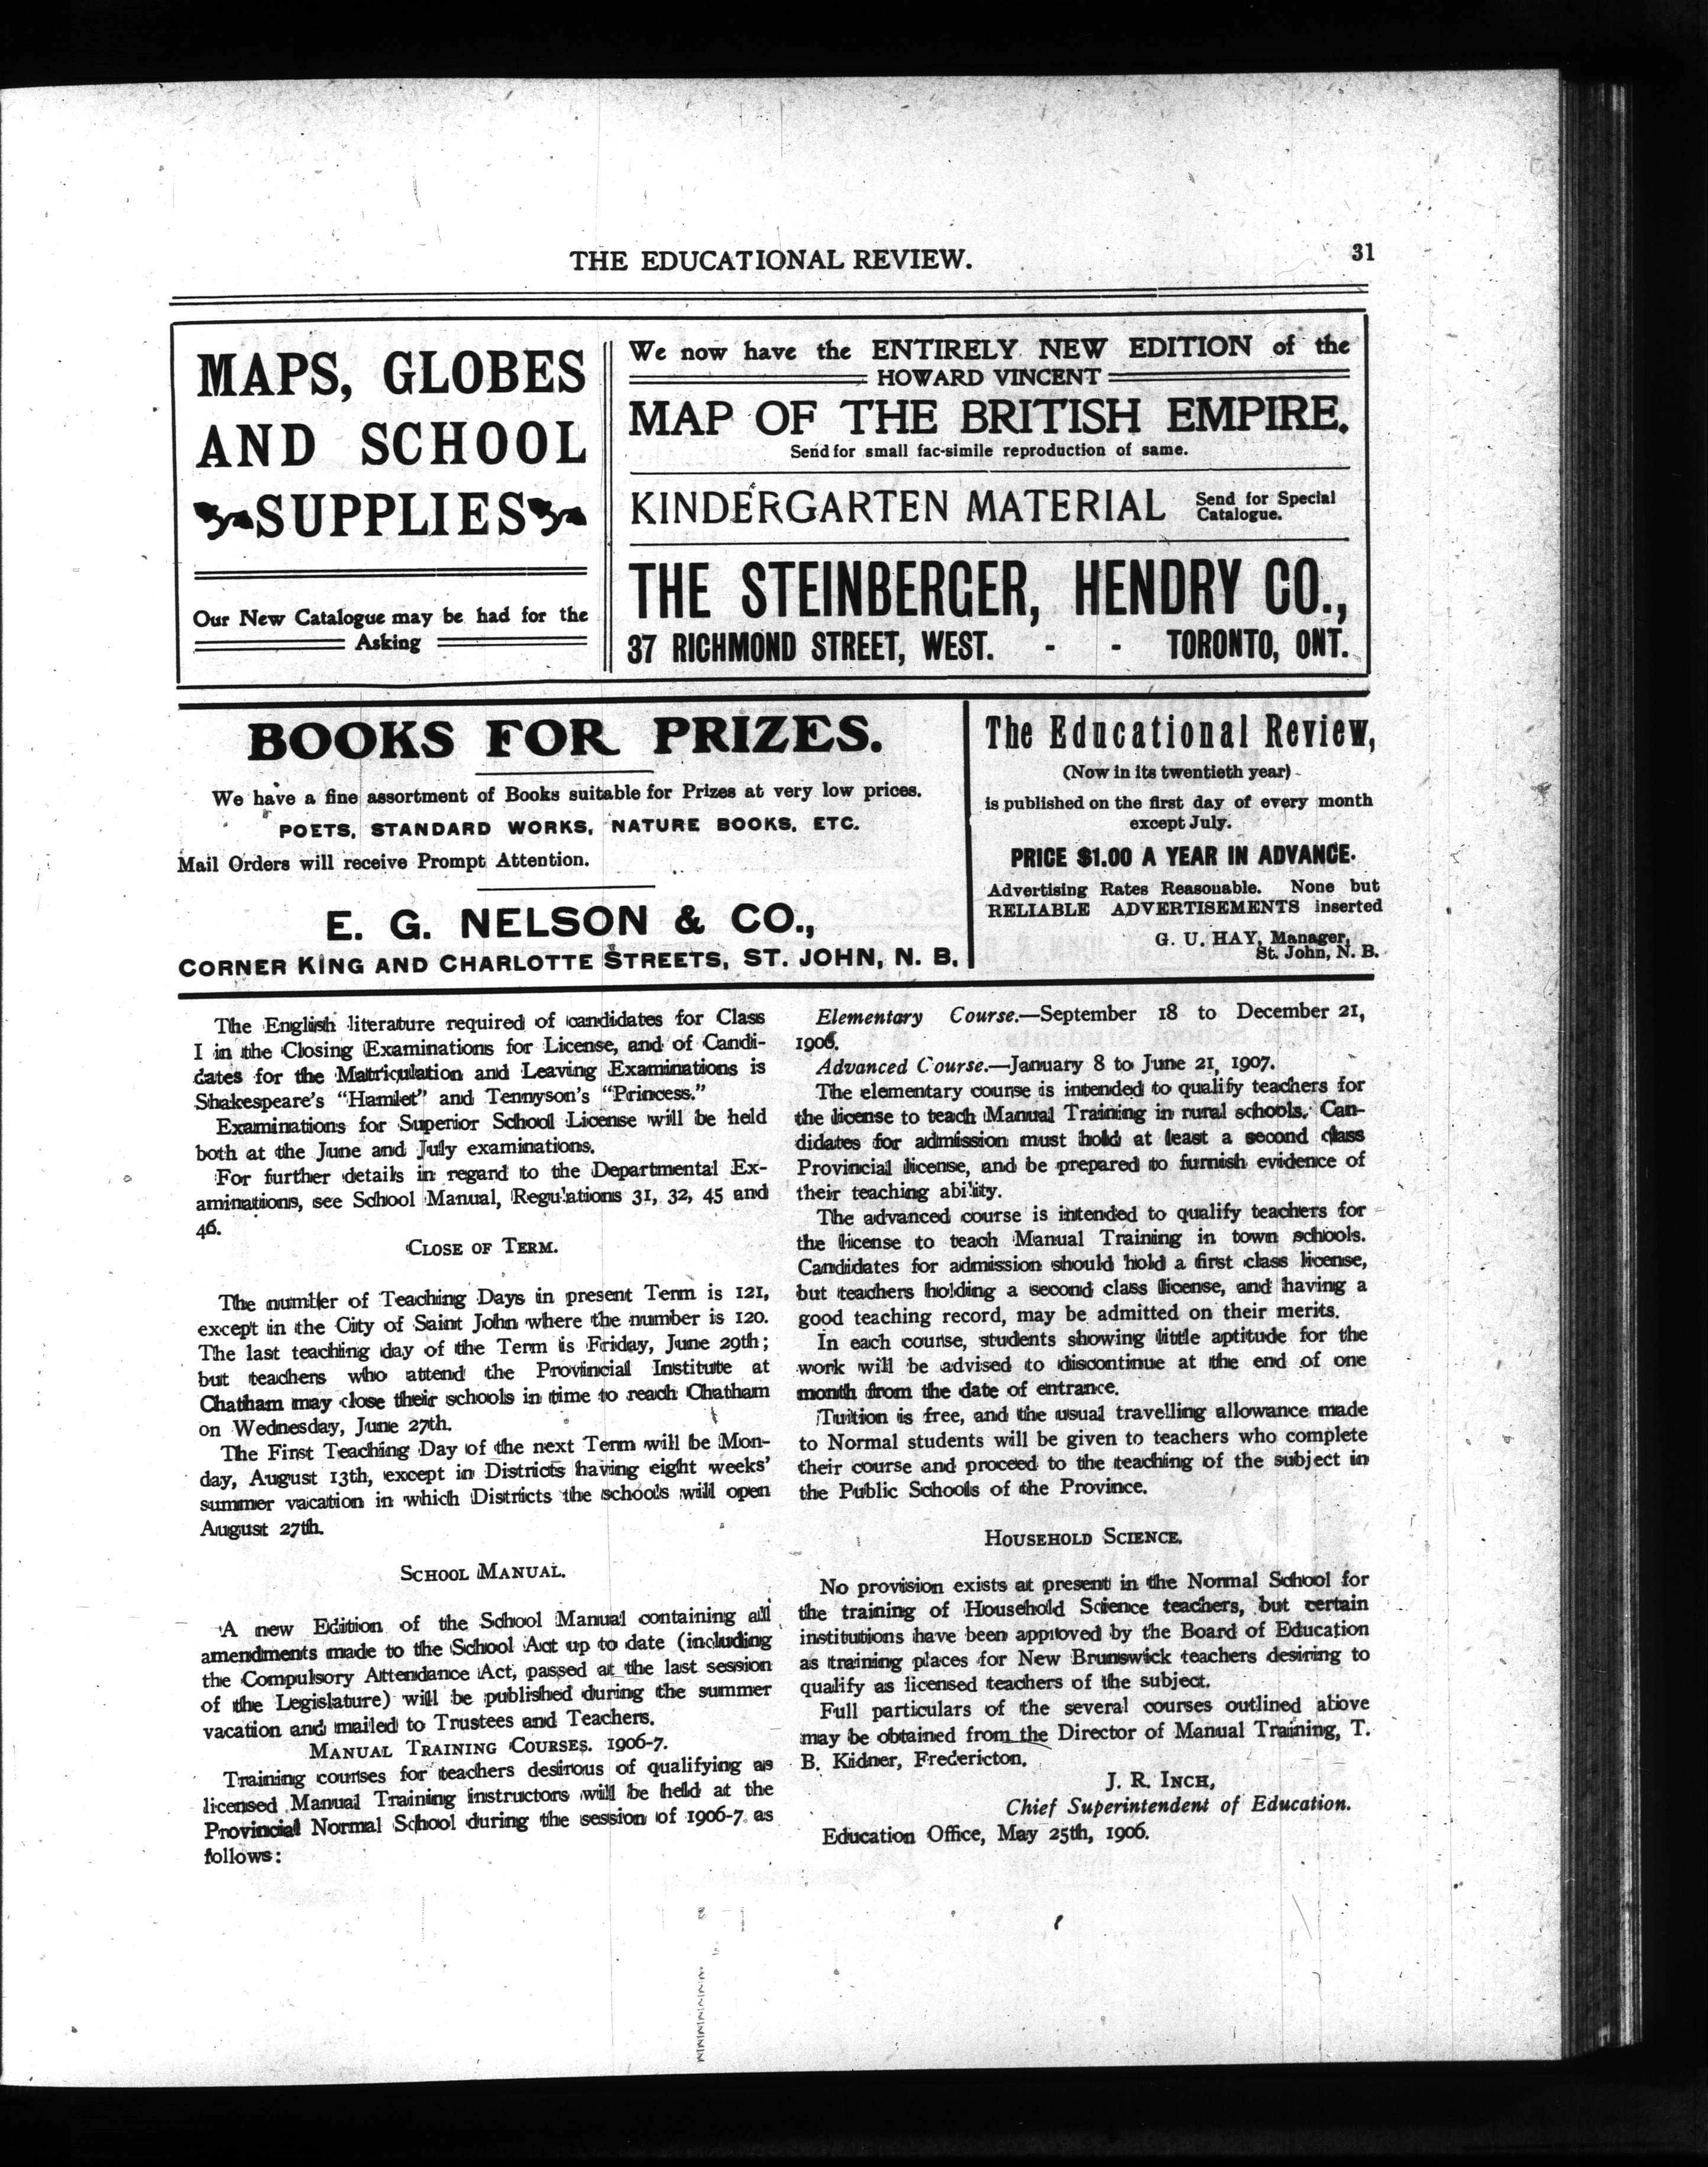 THE EDUCATIONAL REVIEW.
31
MAPS, GLOBES
AND SCHOOL
SUPPLIES
Our New Catalogue may be had for the
Asking
We now have the ENTIRELY NEW EDITION of the
HOWARD VINCENT
MAP OF THE BRITISH EMPIRE.
Send for small fac-simile reproduction of same.
KINDERGARTEN MATERIAL
Send for Special
Catalogue.
THE STEINBERGER, HENDRY CO.,
37 RICHMOND STREET, WEST. - - TORONTO, ONT.
BOOKS FOR PRIZES.
We have a fine assortment of Books suitable for Prizes at very low prices.
POETS, STANDARD WORKS, NATURE BOOKS, ETC.
Mail Orders will receive Prompt Attention.
E. G. NELSON & CO.,
CORNER KING AND CHARLOTTE STREETS, ST. JOHN, N. B.
The Educational Review,
(Now in its twentieth year)
is published on the first day of every month
except July.
PRICE $1.00 A YEAR IN ADVANCE.
Advertising Rates Reasonable. None but
RELIABLE ADVERTISEMENTS inserted
G. U. HAY, Manager,
St. John, N. B.
The English literature required of candidates for Class
I in the Closing Examinations for License, and of Candi-
dates for the Matriculation and Leaving Examinations is
Shakespeare's "Hamlet" and Tennyson's "Princess."
Examinations for Superior School License will be held
both at the June and July examinations.
For further details in regard to the Departmental Ex-
aminations, see School Manual, Regulations 31, 32, 45 and
46.
CLOSE OF TERM.
The number of Teaching Days in present Term is 121,
except in the City of Saint John where the number is 120.
The last teaching day of the Term is Friday, June 29th;
but teachers who attend the Provincial Institute at
Chatham may close their schools in time to reach Chatham
on Wednesday, June 27th.
The First Teaching Day of the next Term will be Mon-
day, August 13th, except in Districts having eight weeks'
summer vacation in which Districts the schools will open
August 27th.
SCHOOL MANUAL.
A new Edition of the School Manual containing all
amendments made to the School Act up to date (including
the Compulsory Attendance Act, passed at the last session
of the Legislature) will be published during the summer
vacation and mailed to Trustees and Teachers.
MANUAL TRAINING COURSES. 1906-7.
Training courses for teachers desirous of qualifying as
licensed Manual Training instructors will be held at the
Provincial Normal School during the session of 1906-7 as
follows:
Elementary Course.—September 18 to December 21,
1906.
Advanced Course.—January 8 to June 21, 1907.
The elementary course is intended to qualify teachers for
the license to teach Manual Training in rural schools. Can-
didates for admission must hold at least a second class
Provincial license, and be prepared to furnish evidence of
their teaching ability.
The advanced course is intended to qualify teachers for
the license to teach Manual Training in town schools.
Candidates for admission should hold a first class license,
but teachers holding a second class license, and having a
good teaching record, may be admitted on their merits.
In each course, students showing little aptitude for the
work will be advised to discontinue at the end of one
month from the date of entrance.
Tuition is free, and the usual travelling allowance made
to Normal students will be given to teachers who complete
their course and proceed to the teaching of the subject in
the Public Schools of the Province.
HOUSEHOLD SCIENCE.
No provision exists at present in the Normal School for
the training of Household Science teachers, but certain
institutions have been approved by the Board of Education
as training places for New Brunswick teachers desiring to
qualify as licensed teachers of the subject.
Full particulars of the several courses outlined above
may be obtained from the Director of Manual Training, T.
B. Kidner, Fredericton.
J. R. INCH,
Chief Superintendent of Education.
Education Office, May 25th, 1906.